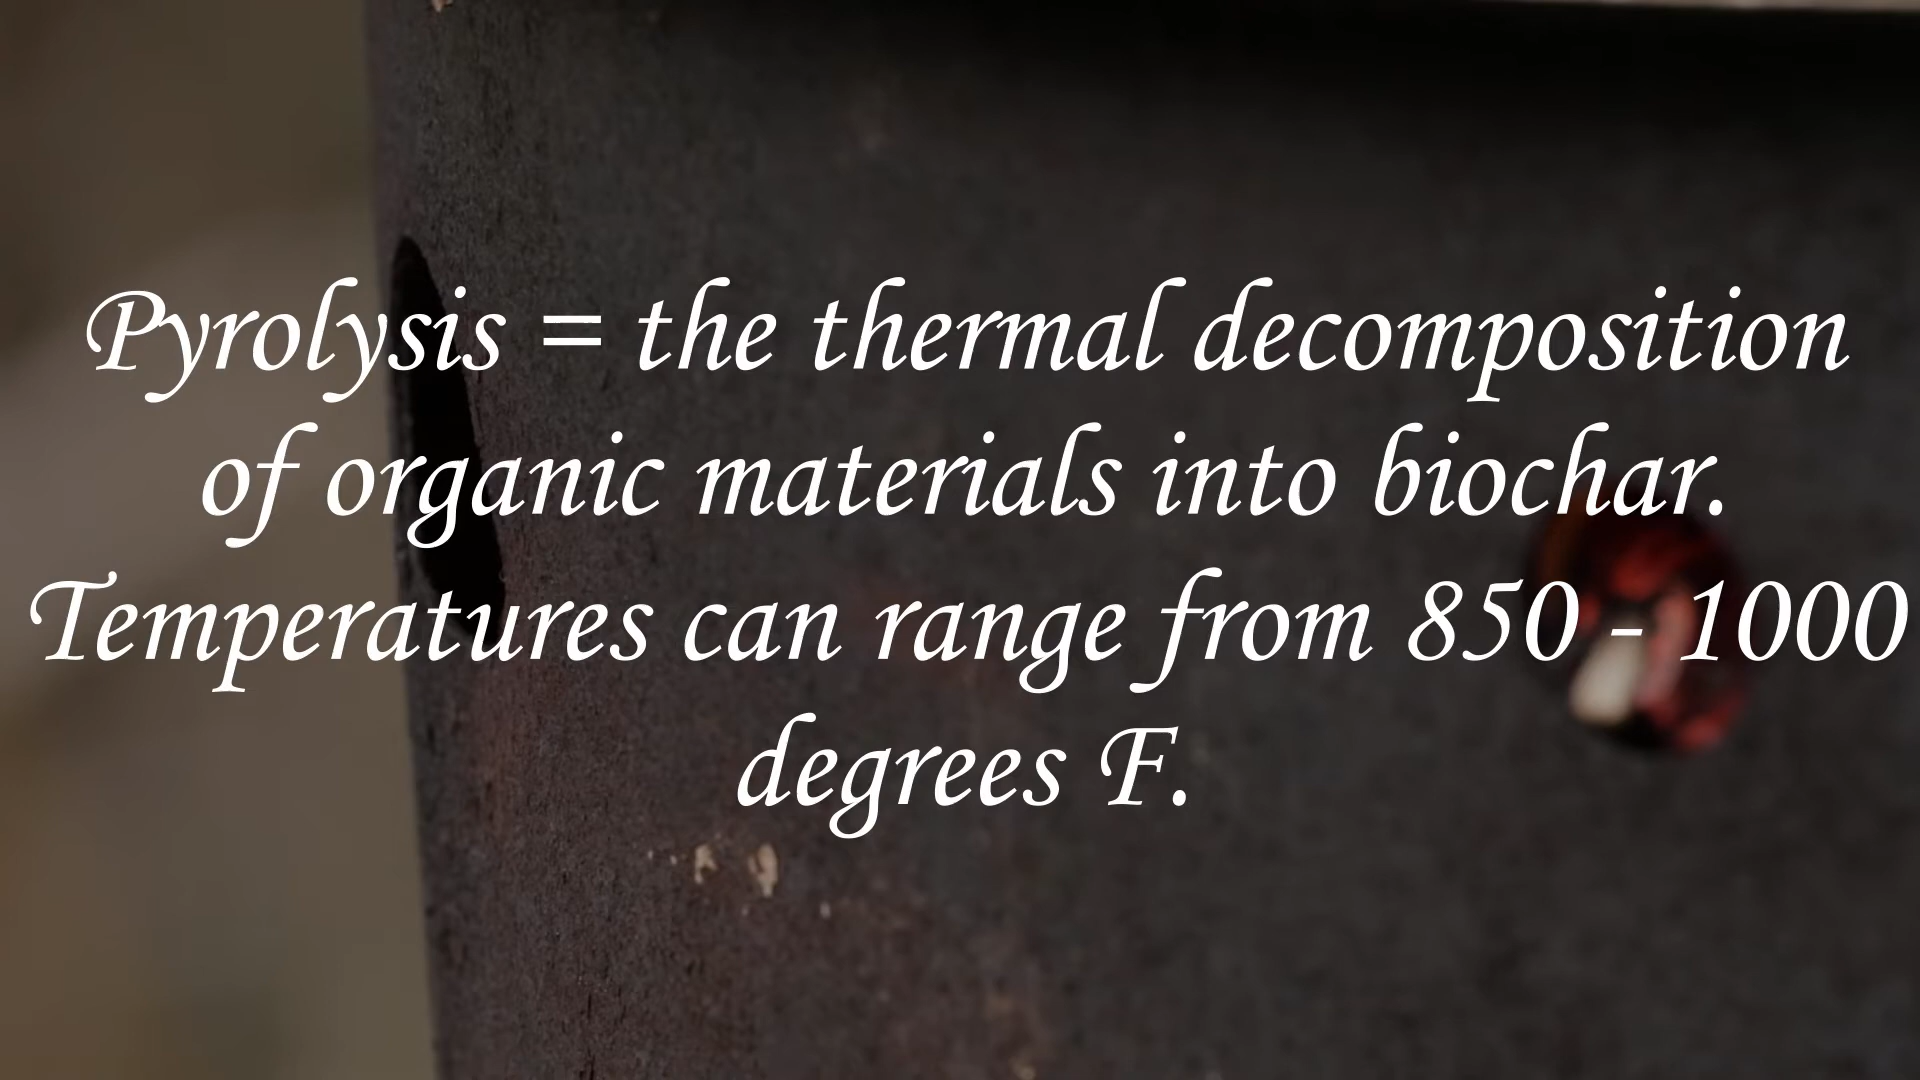 Pyrolysis = the thermal decomposition
of organic materials into biochar.
Temperatures can range from 850 - 1000
degrees F.